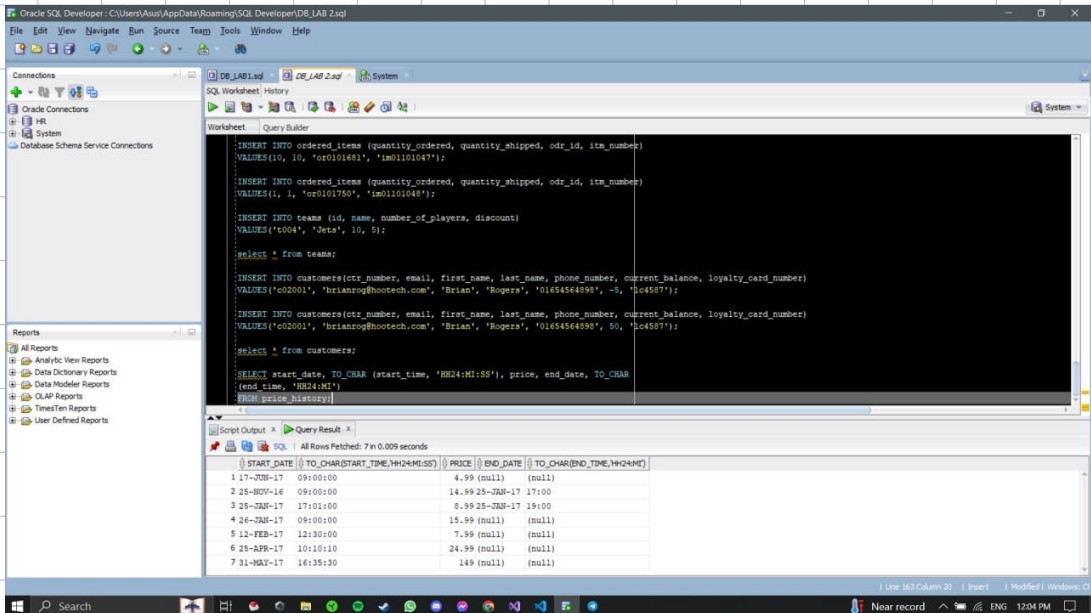 Oracle SQL Developer : C:\Users\Asus\AppData\Roaming\SQL Developer\DB_LAB 2.sql
File Edit View Navigate Run Source Team Tools Window Help
Connections
DB_LAB1.sql DB_LAB 2.sql System
SQL Worksheet History
Oracle Connections
HR
System
Database Schema Service Connections
System
Worksheet Query Builder
INSERT INTO ordered_items (quantity_ordered, quantity_shipped, odr_id, itm_number)
VALUES(10, 10, 'or0101681', 'im01101047');
INSERT INTO ordered_items (quantity_ordered, quantity_shipped, odr_id, itm_number)
VALUES(1, 1, 'or0101750', 'im01101048');
INSERT INTO teams (id, name, number_of_players, discount)
VALUES('t004', 'Jets', 10, 5);
select * from teams;
INSERT INTO customers(ctr_number, email, first_name, last_name, phone_number, current_balance, loyalty_card_number)
VALUES('c02001', 'brianrog@hootech.com', 'Brian', 'Rogers', '01654564898', -5, 'lc4587');
INSERT INTO customers(ctr_number, email, first_name, last_name, phone_number, current_balance, loyalty_card_number)
VALUES('c02001', 'brianrog@hootech.com', 'Brian', 'Rogers', '01654564898', 50, 'lc4587');
select * from customers;
SELECT start_date, TO_CHAR (start_time, 'HH24:MI:SS'), price, end_date, TO_CHAR
(end_time, 'HH24:MI')
FROM price_history;
Reports
All Reports
Analytic View Reports
Data Dictionary Reports
Data Modeler Reports
OLAP Reports
TimesTen Reports
User Defined Reports
Script Output x Query Result x
SQL | All Rows Fetched: 7 in 0.009 seconds
START_DATE TO_CHAR(START_TIME,'HH24:MI:SS') PRICE END_DATE TO_CHAR(END_TIME,'HH24:MI')
1 17-JUN-17 09:00:00 4.99 (null) (null)
2 25-NOV-16 09:00:00 14.99 25-JAN-17 17:00
3 25-JAN-17 17:01:00 8.99 25-JAN-17 19:00
4 26-JAN-17 09:00:00 15.99 (null) (null)
5 12-FEB-17 12:30:00 7.99 (null) (null)
6 25-APR-17 10:10:10 24.99 (null) (null)
7 31-MAY-17 16:35:30 149 (null) (null)
Line 163 Column 20 | Insert | Modified | Windows: C
Search Near record ENG 12:04 PM